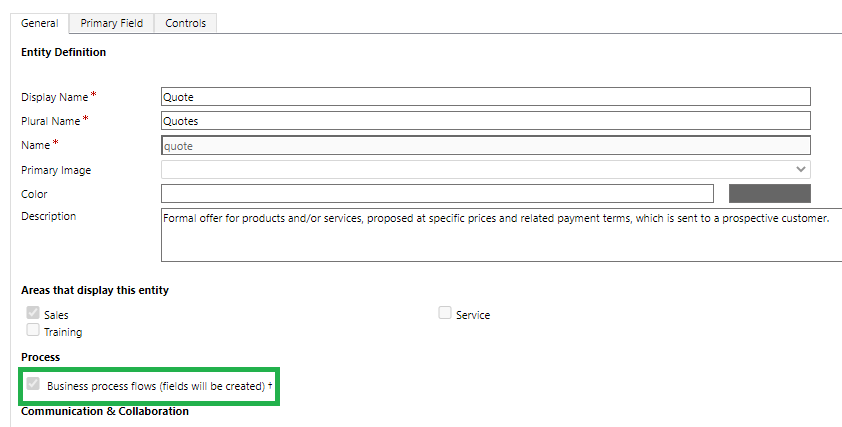 General Primary Field Controls
Entity Definition
Display Name* Quote
Plural Name* Quotes
Name* quote
Primary Image
Color
Description Formal offer for products and/or services, proposed at specific prices and related payment terms, which is sent to a prospective customer.
Areas that display this entity
Sales Service
Training
Process
Business process flows (fields will be created) †
Communication & Collaboration